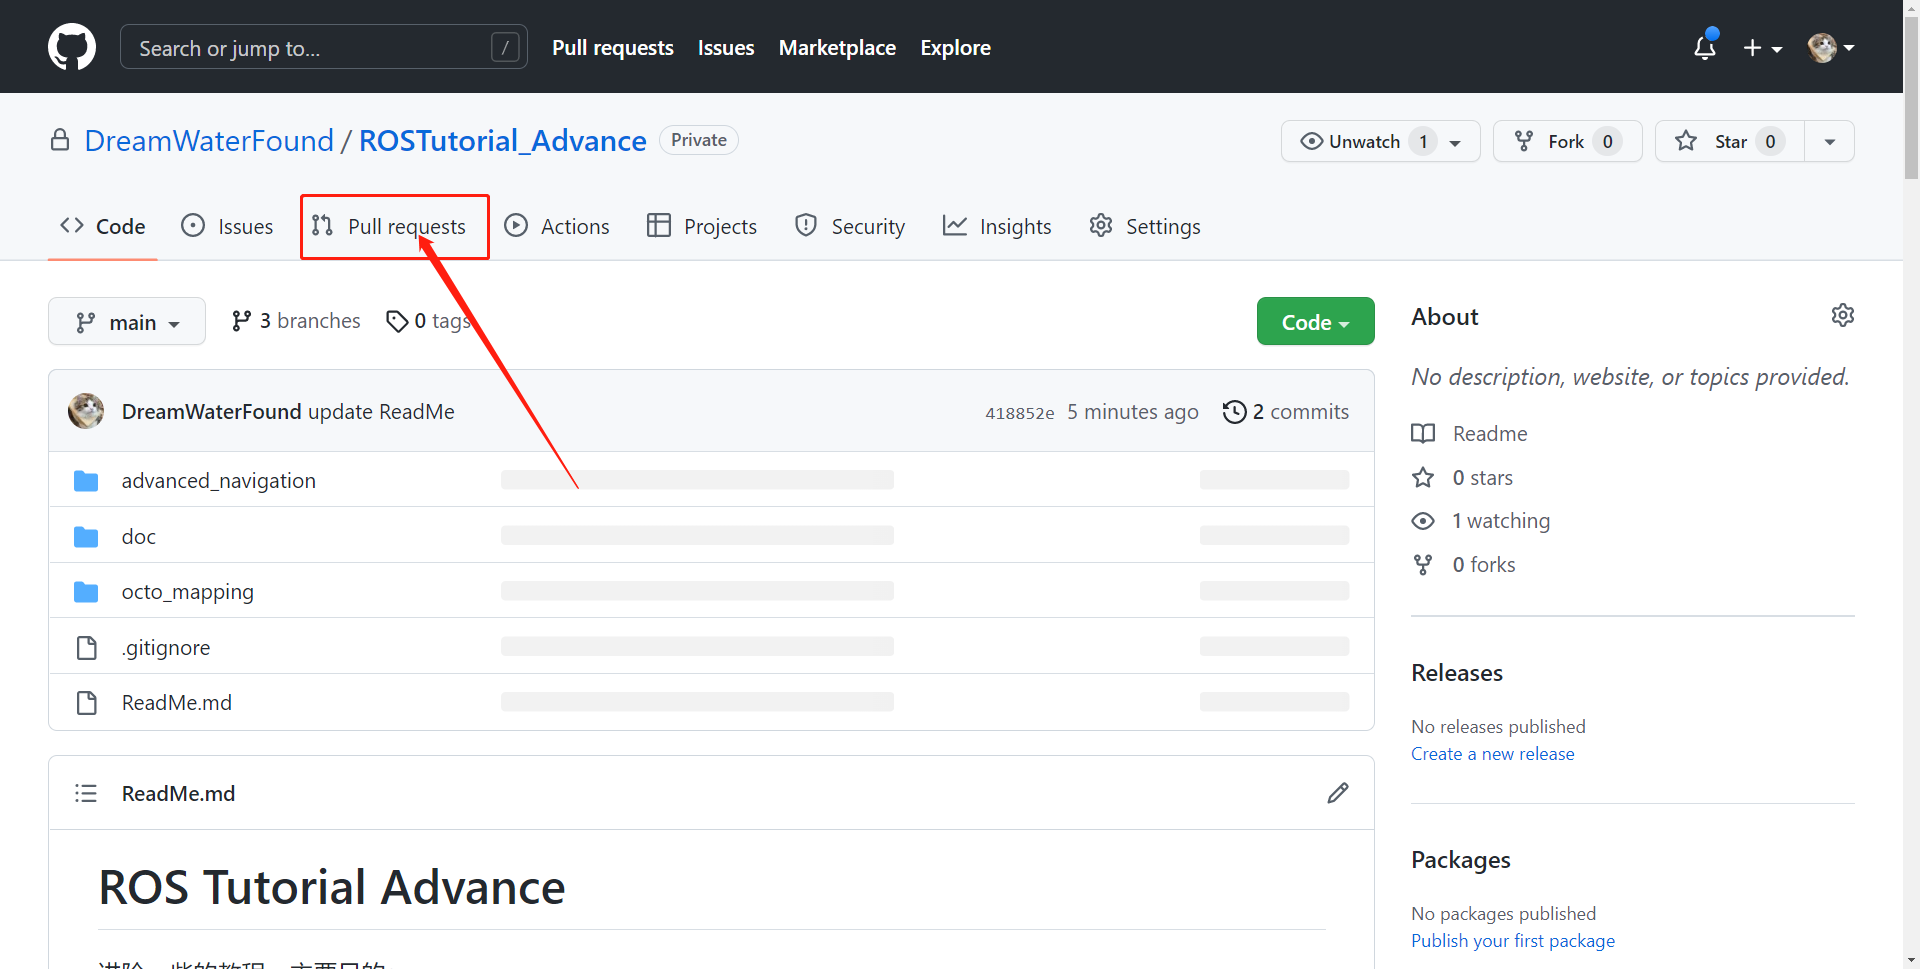 Search or jump to...
/
Pull requests
Issues
Marketplace
Explore
DreamWaterFound / ROSTutorial_Advance
Private
Unwatch 1
Fork 0
Star 0
Code
Issues
Pull requests
Actions
Projects
Security
Insights
Settings
main
3 branches
0 tags
Code
DreamWaterFound update ReadMe
418852e 5 minutes ago
2 commits
advanced_navigation
doc
octo_mapping
.gitignore
ReadMe.md
ReadMe.md
ROS Tutorial Advance
About
No description, website, or topics provided.
Readme
0 stars
1 watching
0 forks
Releases
No releases published
Create a new release
Packages
No packages published
Publish your first package